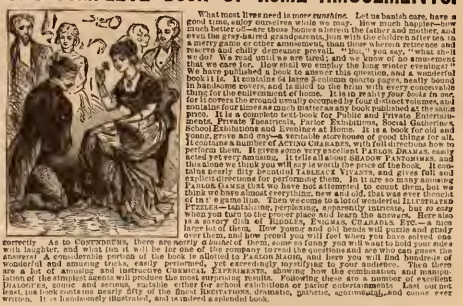 What most lives need is more sunshine. Let us banish care, have a
good time, enjoy ourselves while we may. How much happier—how
much better off—are those homes wherein the father and mother, and
even the gray-haired grandparents, join with the children after tea in
a merry game or other amusement, than those wherein reticence and
reserve and chilly demeanor prevail. "But," you say, "what shall
we do? We read until we are tired; and we know of no amusement
that we care for. How shall we employ the long winter evenings?"
We have published a book to answer this question, and a wonderful
book it is. It contains 64 large 3 column quarto pages, neatly bound
in handsome covers, and is filled to the brim with every conceivable
thing for the enlivenment of home. It is in reality four books in one,
for it covers the ground usually occupied by four distinct volumes, and
contains four times as much matter as any book published at the same
price. It is a complete text-book for Public and Private Entertain-
ments, Private Theatricals, Parlor Exhibitions, Social Gatherings,
School Exhibitions and Evenings at Home. It is a book for old and
young, grave and gay—a veritable storehouse of good things for all.
It contains a number of ACTING CHARADES, with full directions how to
perform them. It gives some very excellent PARLOR DRAMAS, easily
acted yet very amusing. It tells all about SHADOW PANTOMIMES, and
this alone we think you will say is worth the price of the book. It con-
tains nearly fifty beautiful TABLEAUX VIVANTS, and gives full and
explicit directions for performing them. In it are so many amusing
PARLOR GAMES that we have not attempted to count them, but we
think we have almost everything, new and old, that was ever thought
of in the game line. Then we come to a lot of wonderful ILLUSTRATED
PUZZLES—tantalizing, perplexing, apparently intricate, but so easy
when you turn to the proper place and learn the answer. Here also
is a savory dish of RIDDLES, ENIGMAS, CHARADES, ETC.—a
large lot of them. How young and old heads will puzzle and study
over them, and how proud you will feel when you have solved one
correctly. As to CONUNDRUMS, there are nearly a bushel of them, some so funny you will want to hold your sides
with laughter, and what fun it will be for one of the company to read the questions and see who can guess the
answers! A considerable portion of the book is allotted to PARLOR MAGIC, and here you will find hundreds of
wonderful and amusing tricks, easily performed, yet exceedingly mystifying to your audience. Then there
are a lot of amusing and instructive CHEMICAL EXPERIMENTS, showing how the combination and manipu-
lation of the simplest agents will produce the most surprising results. Following these are a number of excellent
DIALOGUES, comic and serious, suitable either for school exhibitions or parlor entertainments. Last but not
least, the book contains nearly fifty of the finest RECITATIONS, dramatic, pathetic, and comic ever
written. It is handsomely illustrated, and is indeed a splendid book.